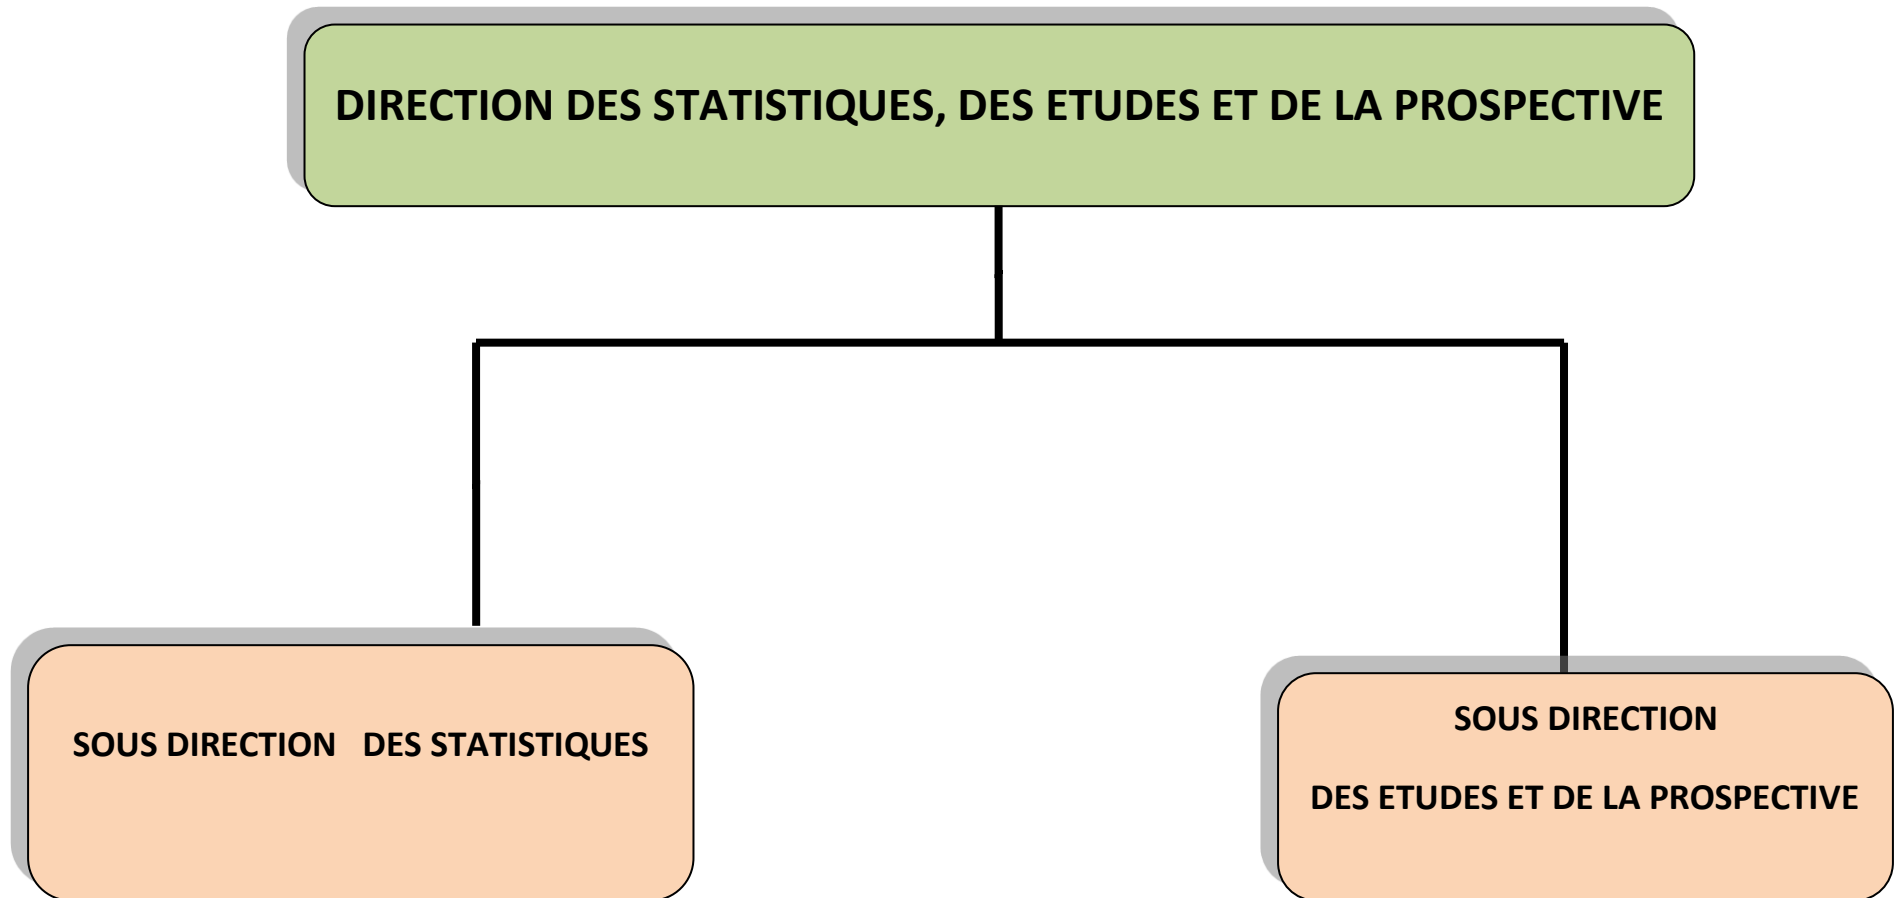 DIRECTION DES STATISTIQUES, DES ETUDES ET DE LA PROSPECTIVE
SOUS DIRECTION DES STATISTIQUES
SOUS DIRECTION
DES ETUDES ET DE LA PROSPECTIVE